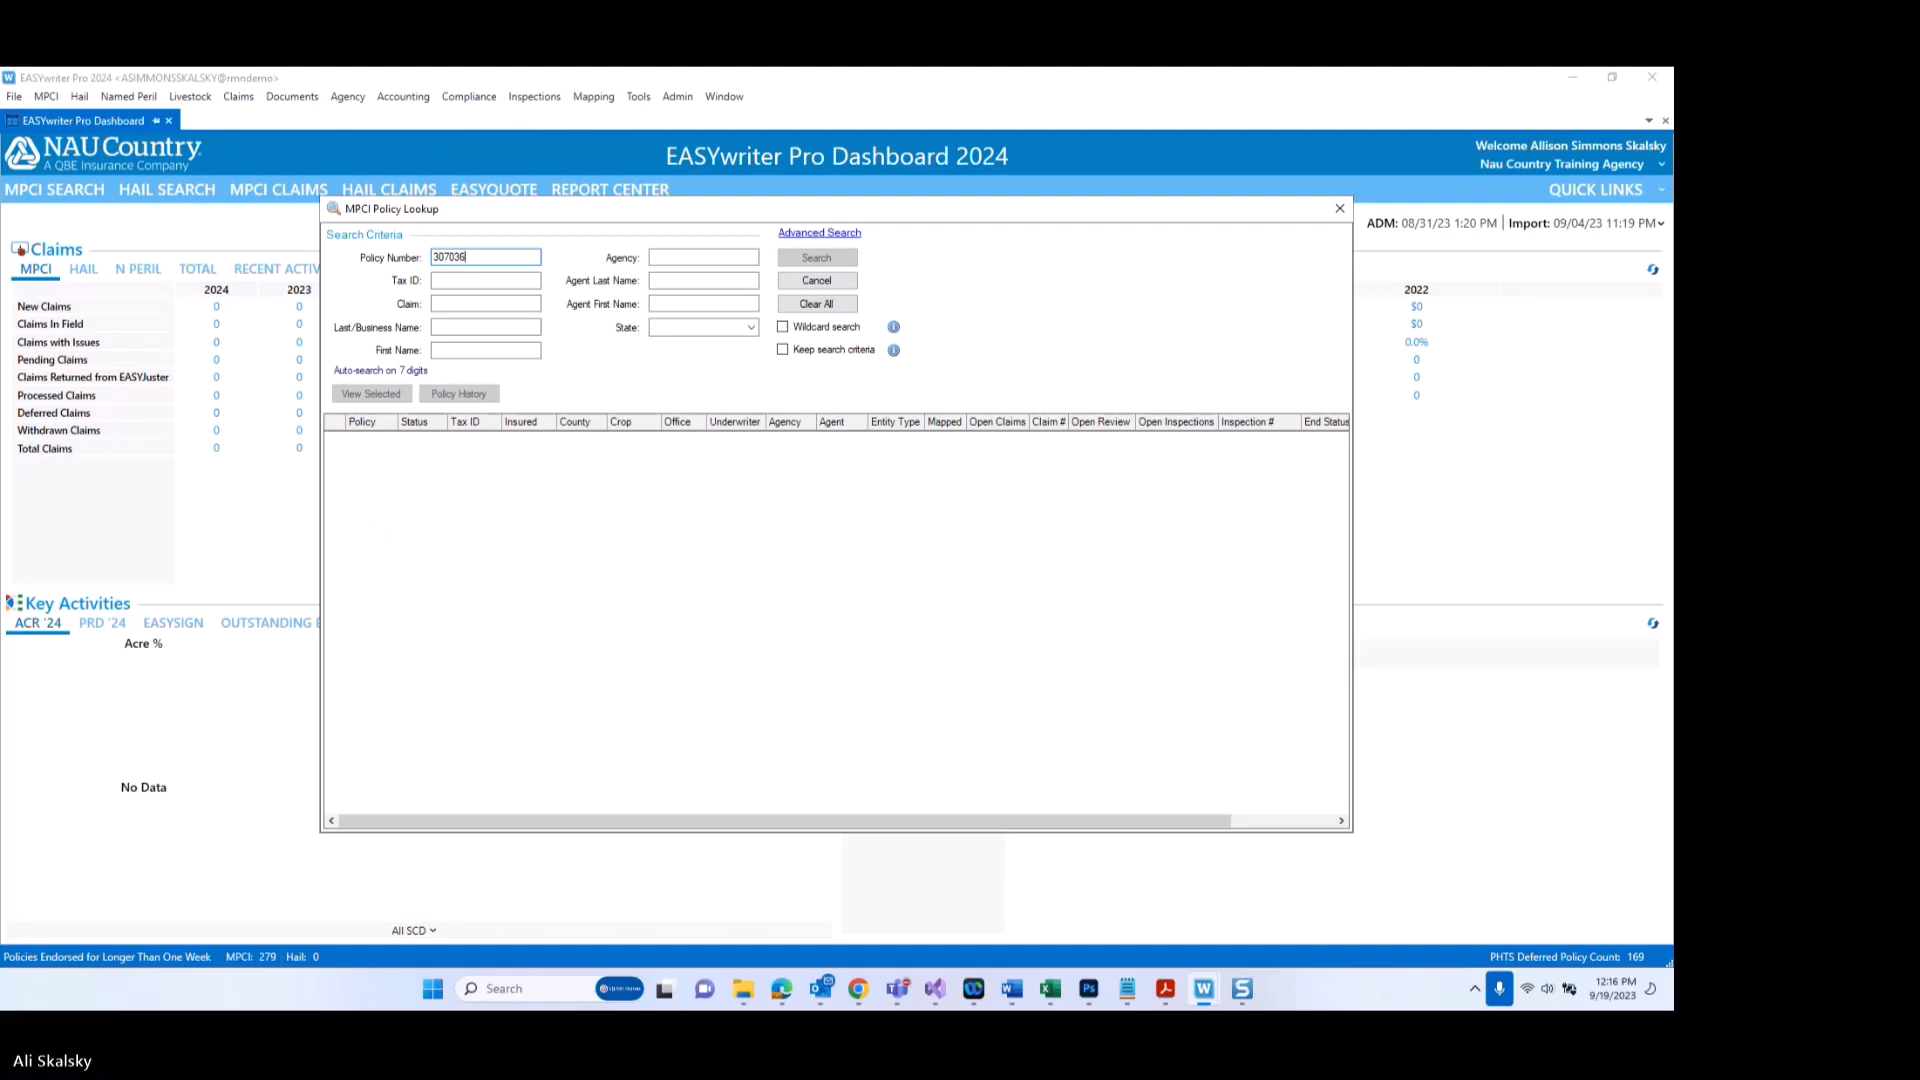 EASYwriter Pro 2024 <ASIMMONSSKALSKY@rmndemo>
File MPCI Hail Named Peril Livestock Claims Documents Agency Accounting Compliance Inspections Mapping Tools Admin Window
EASYwriter Pro Dashboard
NAU Country
A QBE Insurance Company
EASYwriter Pro Dashboard 2024
Welcome Allison Simmons Skalsky
Nau Country Training Agency
MPCI SEARCH HAIL SEARCH MPCI CLAIMS HAIL CLAIMS EASYQUOTE REPORT CENTER QUICK LINKS
MPCI Policy Lookup
ADM: 08/31/23 1:20 PM | Import: 09/04/23 11:19 PM
Search Criteria
Advanced Search
Policy Number: 307036 Agency: Search
Tax ID: Agent Last Name: Cancel
Claim: Agent First Name: Clear All
Last/Business Name: State: Wildcard search
First Name: Keep search criteria
Auto-search on 7 digits
View Selected Policy History
Policy Status Tax ID Insured County Crop Office Underwriter Agency Agent Entity Type Mapped Open Claims Claim # Open Review Open Inspections Inspection # End Status
Claims
MPCI HAIL N PERIL TOTAL RECENT ACTIV
2024 2023 2022
New Claims 0 0 $0
Claims In Field 0 0 $0
Claims with Issues 0 0 0.0%
Pending Claims 0 0 0
Claims Returned from EASYJuster 0 0 0
Processed Claims 0 0 0
Deferred Claims 0 0
Withdrawn Claims 0 0
Total Claims 0 0
Key Activities
ACR '24 PRD '24 EASYSIGN OUTSTANDING
Acre %
No Data
All SCD
Policies Endorsed for Longer Than One Week MPCI: 279 Hail: 0 PHTS Deferred Policy Count: 169
Search
12:16 PM
9/19/2023
Ali Skalsky